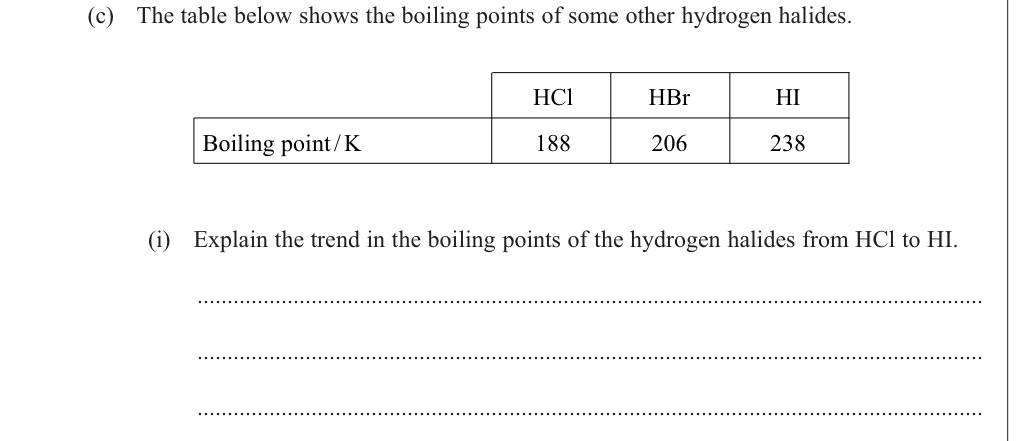 (c) The table below shows the boiling points of some other hydrogen halides.
HCl HBr HI
Boiling point/K 188 206 238
(i) Explain the trend in the boiling points of the hydrogen halides from HCl to HI.